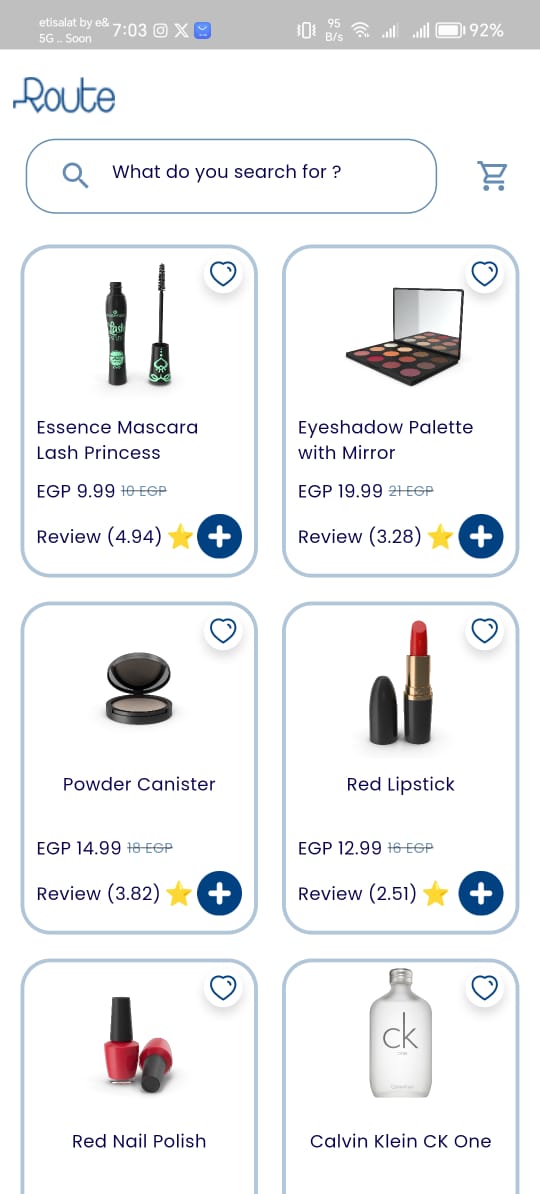 etisalat by e&
5G .. Soon
7:03
95
B/s
92%
Route
What do you search for ?
essence
Lash
Essence Mascara
Lash Princess
EGP 9.99 10 EGP
Review (4.94)
Eyeshadow Palette
with Mirror
EGP 19.99 21 EGP
Review (3.28)
Powder Canister
EGP 14.99 18 EGP
Review (3.82)
Red Lipstick
EGP 12.99 16 EGP
Review (2.51)
Red Nail Polish
ck
one
Calvin Klein CK One